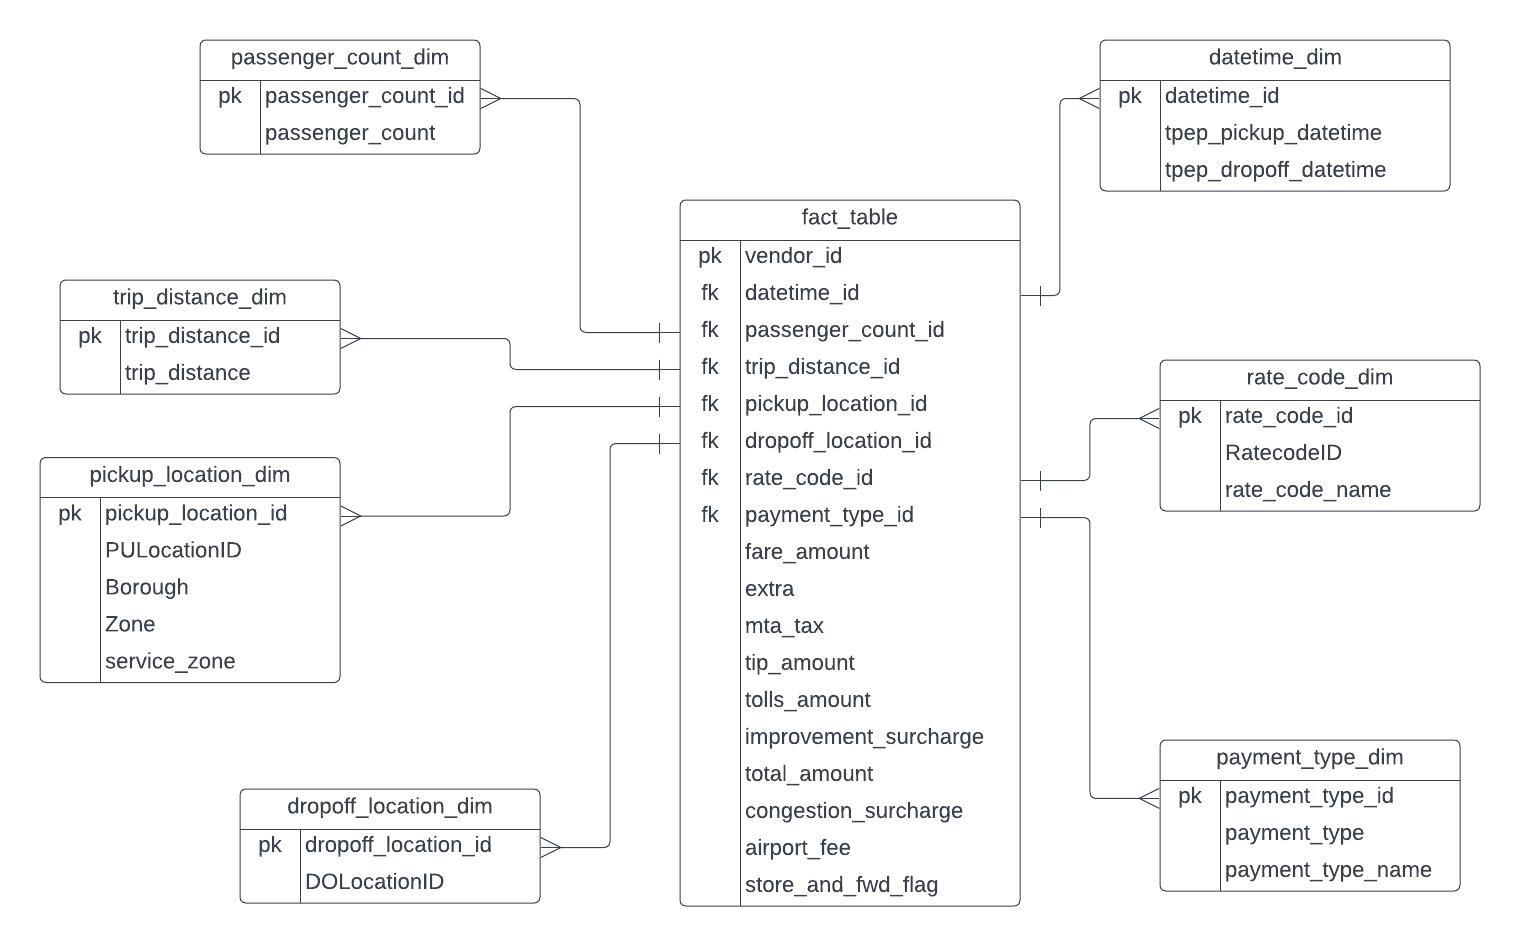 passenger_count_dim
pk passenger_count_id
passenger_count
datetime_dim
pk datetime_id
tpep_pickup_datetime
tpep_dropoff_datetime
fact_table
pk vendor_id
fk datetime_id
fk passenger_count_id
fk trip_distance_id
fk pickup_location_id
fk dropoff_location_id
fk rate_code_id
fk payment_type_id
fare_amount
extra
mta_tax
tip_amount
tolls_amount
improvement_surcharge
total_amount
congestion_surcharge
airport_fee
store_and_fwd_flag
trip_distance_dim
pk trip_distance_id
trip_distance
rate_code_dim
pk rate_code_id
RatecodeID
rate_code_name
pickup_location_dim
pk pickup_location_id
PULocationID
Borough
Zone
service_zone
payment_type_dim
pk payment_type_id
payment_type
payment_type_name
dropoff_location_dim
pk dropoff_location_id
DOLocationID